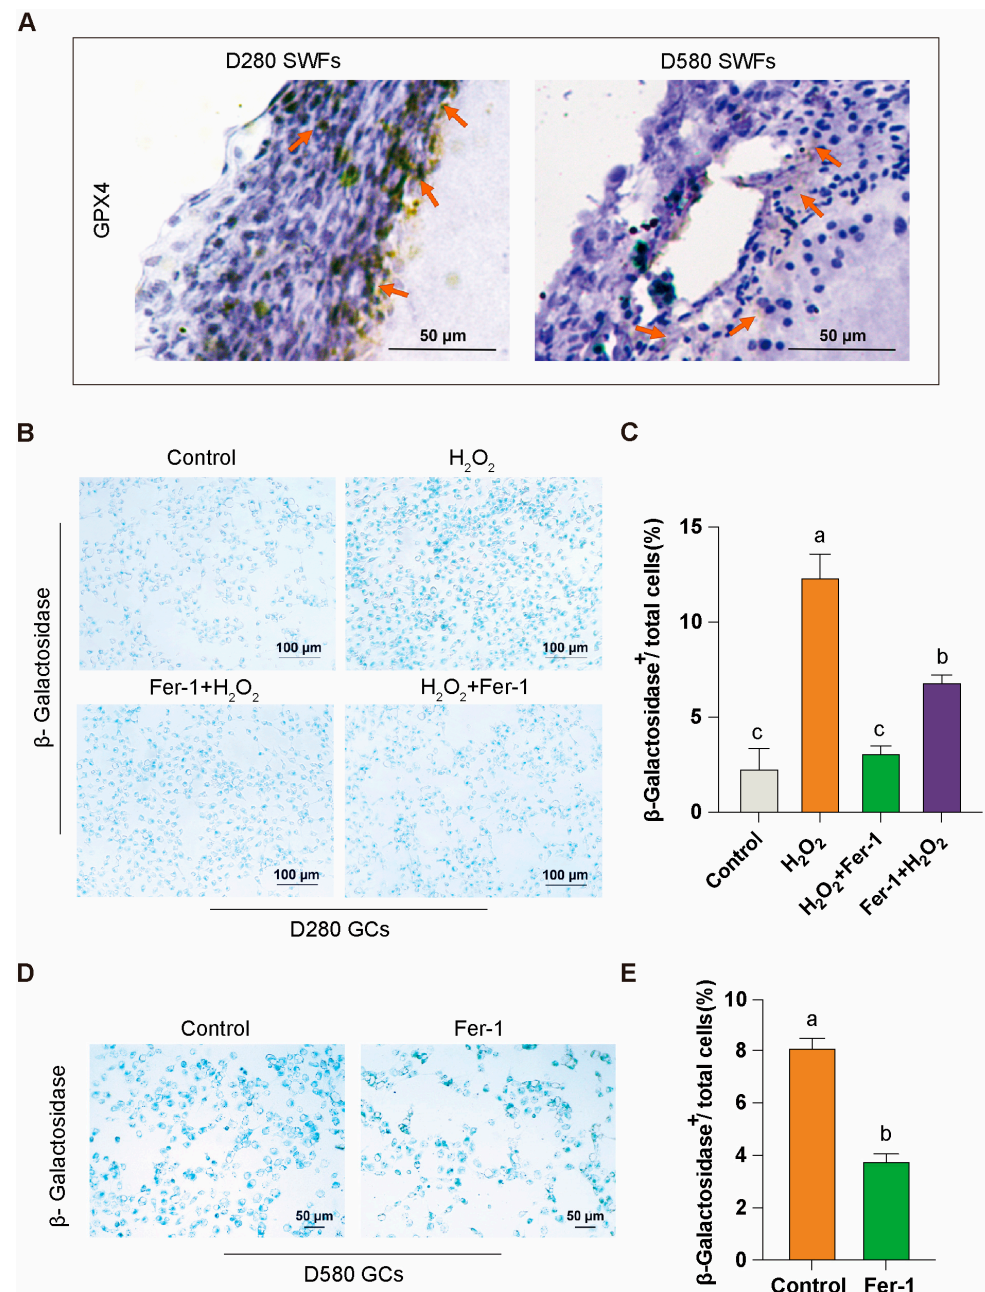 A
D280 SWFs
D580 SWFs
GPX4
50 µm
50 µm
B
Control
H₂O₂
β- Galactosidase
100 µm
100 µm
Fer-1+H₂O₂
H₂O₂+Fer-1
100 µm
100 µm
D280 GCs
C
β-Galactosidase⁺/ total cells(%)
15
10
5
0
c
a
c
b
Control
H₂O₂
H₂O₂+Fer-1
Fer-1+H₂O₂
D
Control
Fer-1
β- Galactosidase
50 µm
50 µm
D580 GCs
E
β-Galactosidase⁺/ total cells(%)
10
8
6
4
2
0
a
b
Control
Fer-1